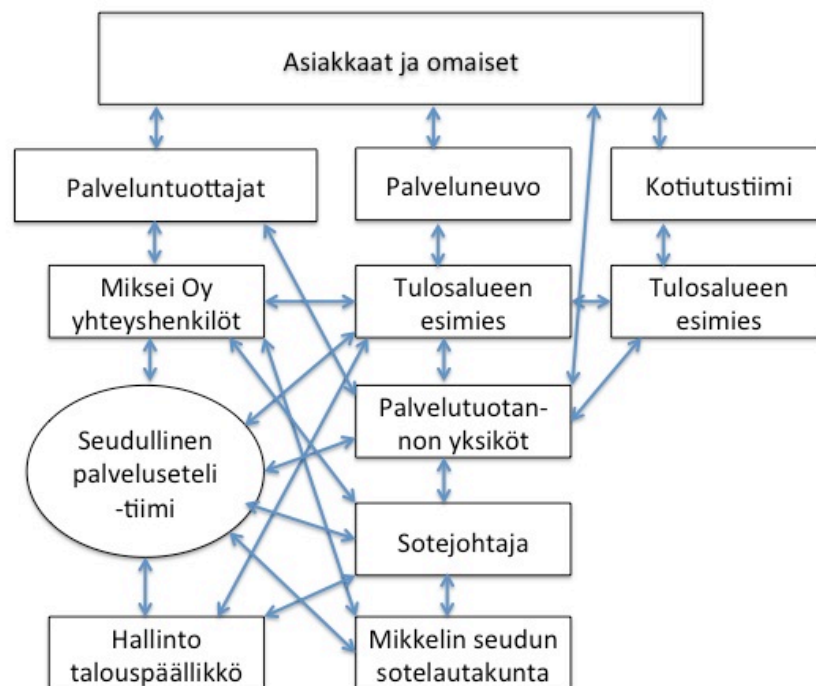 Asiakkaat ja omaiset
Palveluntuottajat
Palveluneuvo
Kotiutustiimi
Miksei Oy
yhteyshenkilöt
Tulosalueen
esimies
Tulosalueen
esimies
Seudullinen
palveluseteli
-tiimi
Palvelutuotan-
non yksiköt
Sotejohtaja
Hallinto
talouspäällikkö
Mikkelin seudun
sotelautakunta